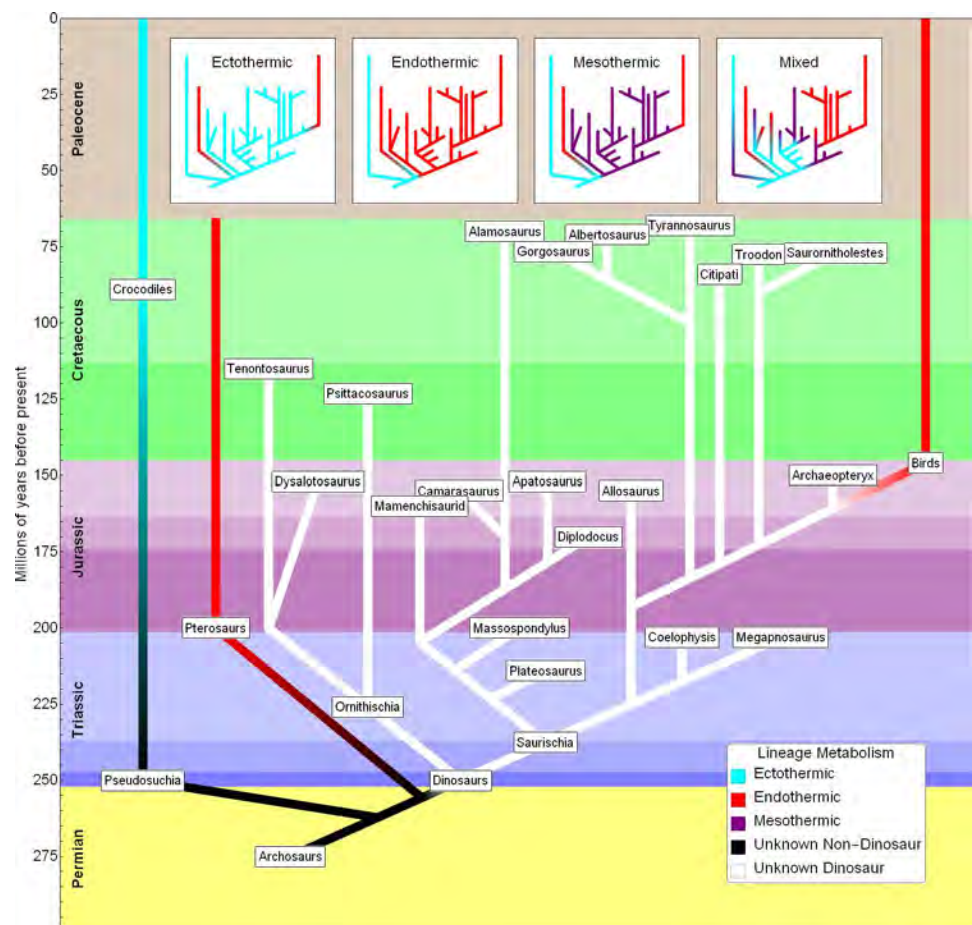 0
25
50
75
100
125
150
175
200
225
250
275
Millions of years before present
Paleocene
Cretaecous
Jurassic
Triassic
Permian
Ectothermic
Endothermic
Mesothermic
Mixed
Alamosaurus
Tyrannosaurus
Albertosaurus
Gorgosaurus
Troodon
Saurornitholestes
Citipati
Crocodiles
Tenontosaurus
Psittacosaurus
Birds
Archaeopteryx
Dysalotosaurus
Camarasaurus
Apatosaurus
Allosaurus
Mamenchisaurid
Diplodocus
Pterosaurs
Massospondylus
Coelophysis
Megapnosaurus
Plateosaurus
Ornithischia
Saurischia
Pseudosuchia
Dinosaurs
Archosaurs
Lineage Metabolism
Ectothermic
Endothermic
Mesothermic
Unknown Non-Dinosaur
Unknown Dinosaur